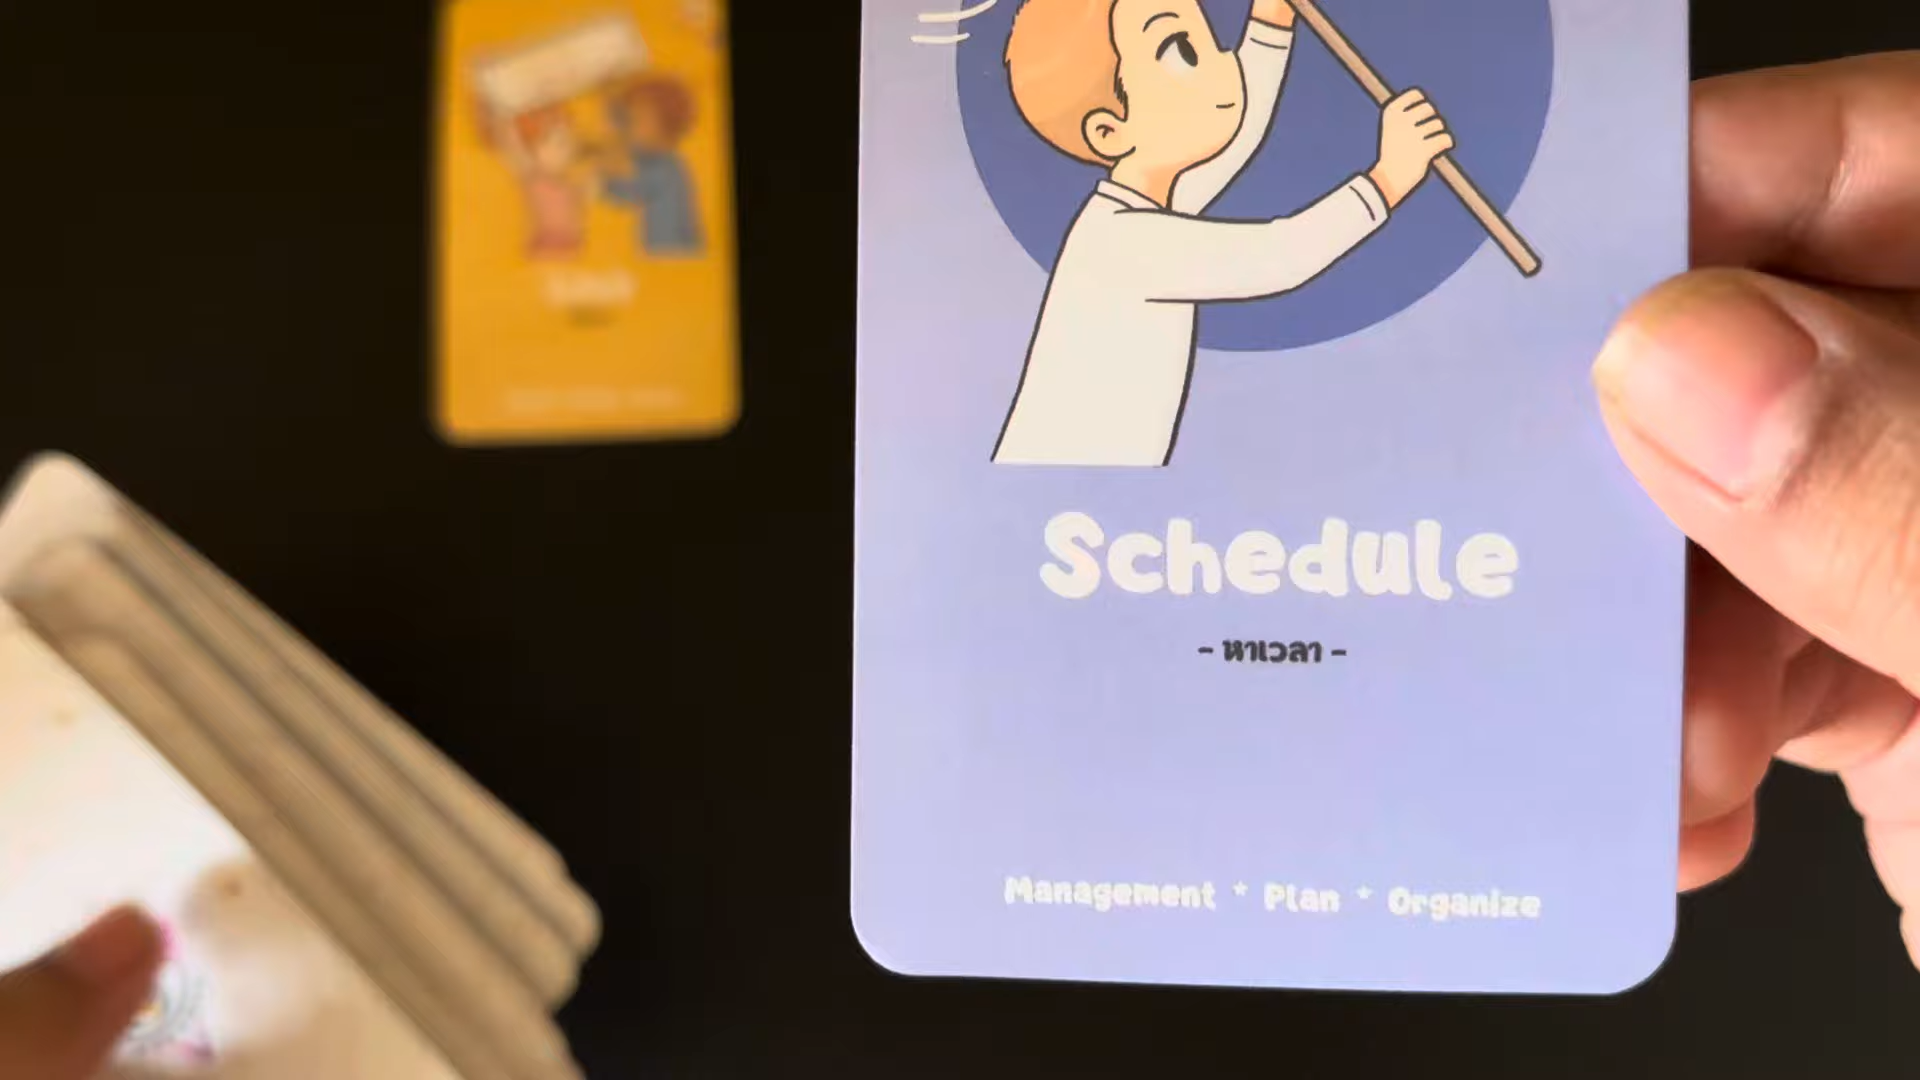 Schedule
- หาเวลา -
Management * Plan * Organize